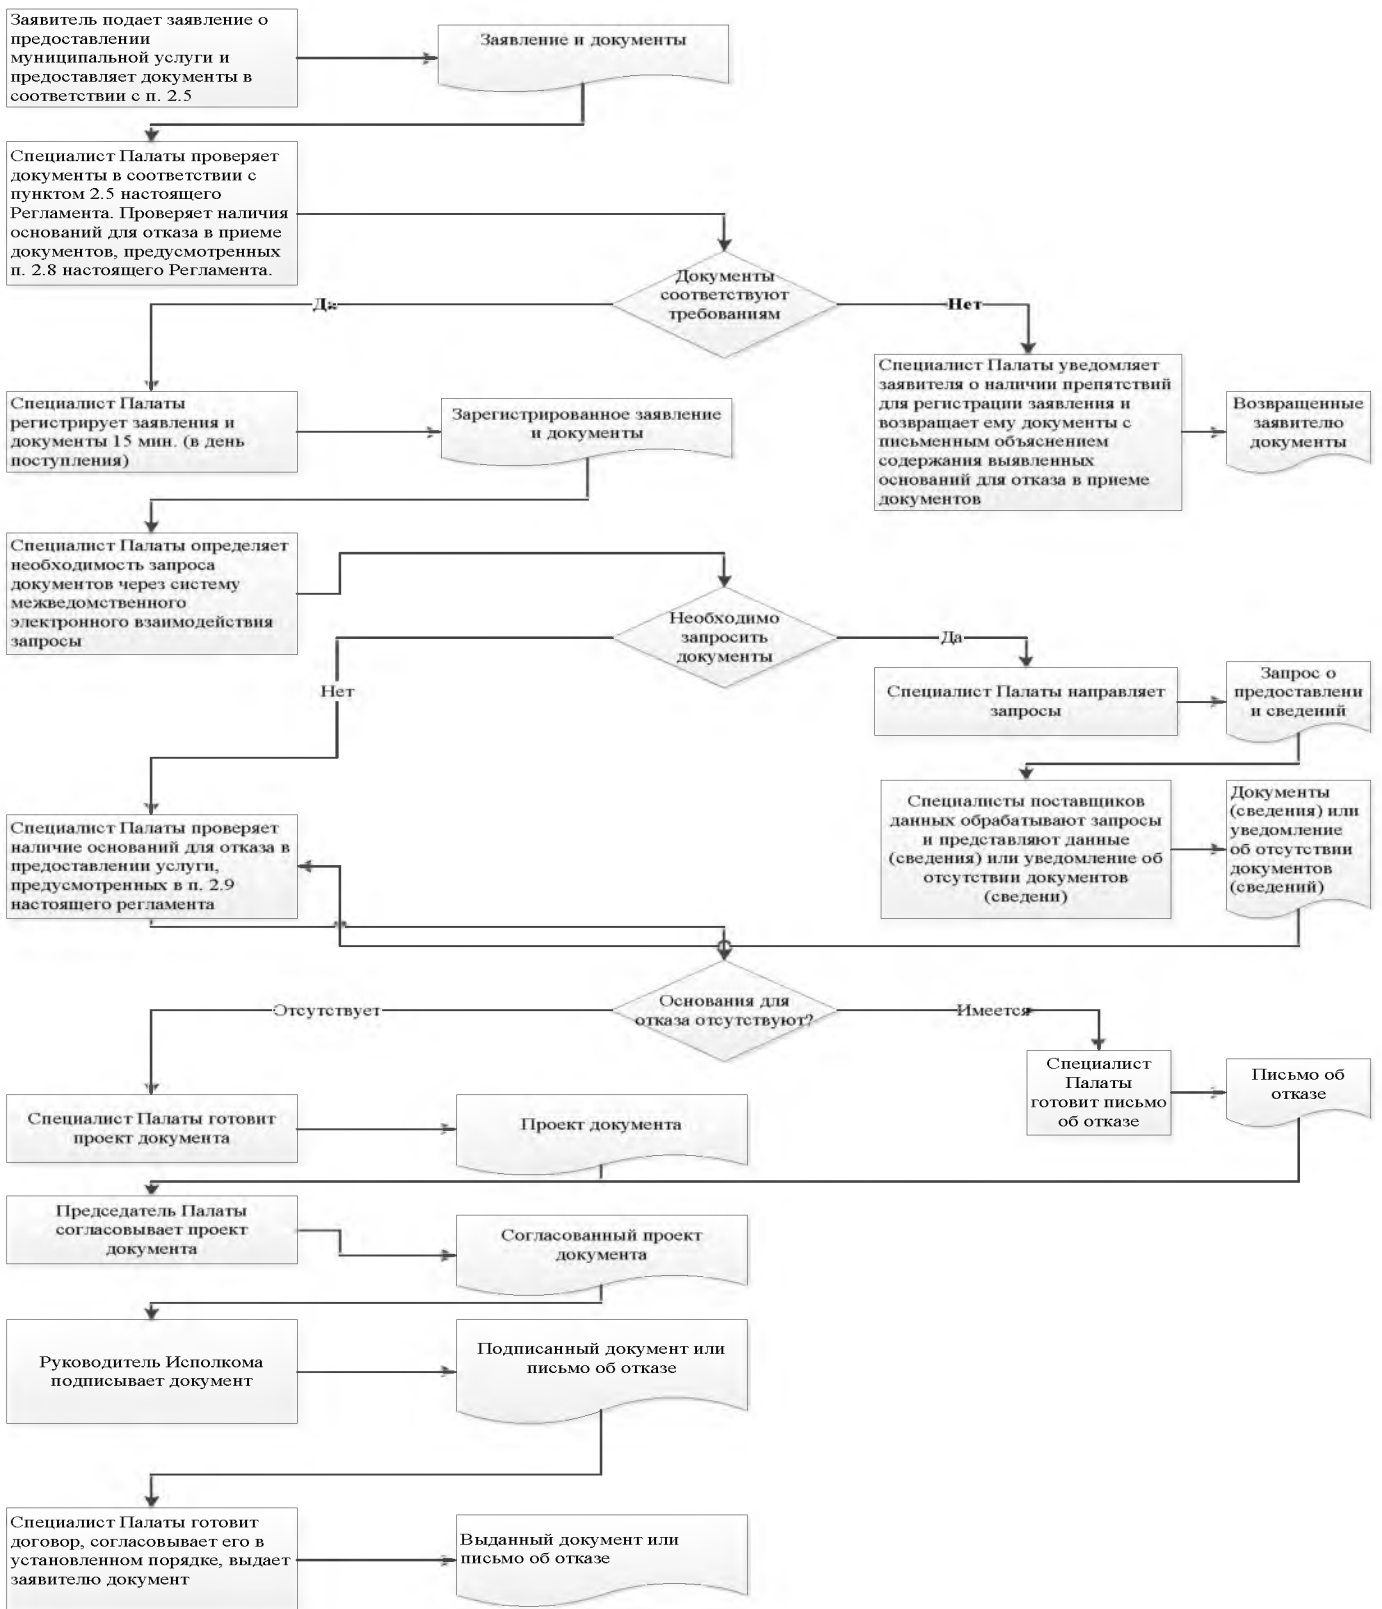 Заявитель подает заявление о
предоставлении
муниципальной услуги и
предоставляет документы в
соответствии с п. 2.5
Заявление и документы
Специалист Палаты проверяет
документы в соответствии с
пунктом 2.5 настоящего
Регламента. Проверяет наличия
оснований для отказа в приеме
документов, предусмотренных
п. 2.8 настоящего Регламента.
Документы
соответствуют
требованиям
Да
Нет
Специалист Палаты уведомляет
заявителя о наличии препятствий
для регистрации заявления и
возвращает ему документы с
письменным объяснением
содержания выявленных
оснований для отказа в приеме
документов
Возвращенные
заявителю
документы
Специалист Палаты
регистрирует заявления и
документы 15 мин. (в день
поступления)
Зарегистрированное заявление
и документы
Специалист Палаты определяет
необходимость запроса
документов через систему
межведомственного
электронного взаимодействия
запросы
Необходимо
запросить
документы
Да
Нет
Специалист Палаты направляет
запросы
Запрос о
предоставлени
и сведений
Специалисты поставщиков
данных обрабатывают запросы
и представляют данные
(сведения) или уведомление об
отсутствии документов
(сведени)
Документы
(сведения) или
уведомление
об отсутствии
документов
(сведений)
Специалист Палаты проверяет
наличие оснований для отказа в
предоставлении услуги,
предусмотренных в п. 2.9
настоящего регламента
Основания для
отказа отсутствуют?
Отсутствует
Имеется
Специалист
Палаты
готовит письмо
об отказе
Письмо об
отказе
Специалист Палаты готовит
проект документа
Проект документа
Председатель Палаты
согласовывает проект
документа
Согласованный проект
документа
Руководитель Исполкома
подписывает документ
Подписанный документ или
письмо об отказе
Специалист Палаты готовит
договор, согласовывает его в
установленном порядке, выдает
заявителю документ
Выданный документ или
письмо об отказе